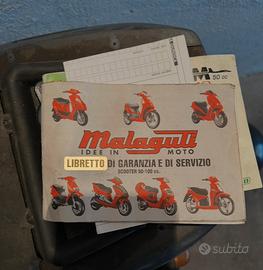 M
50 cc
Malaguti
IDEE IN MOTO
LIBRETTO DI GARANZIA E DI SERVIZIO
SCOOTER 50-100 cc.
subito